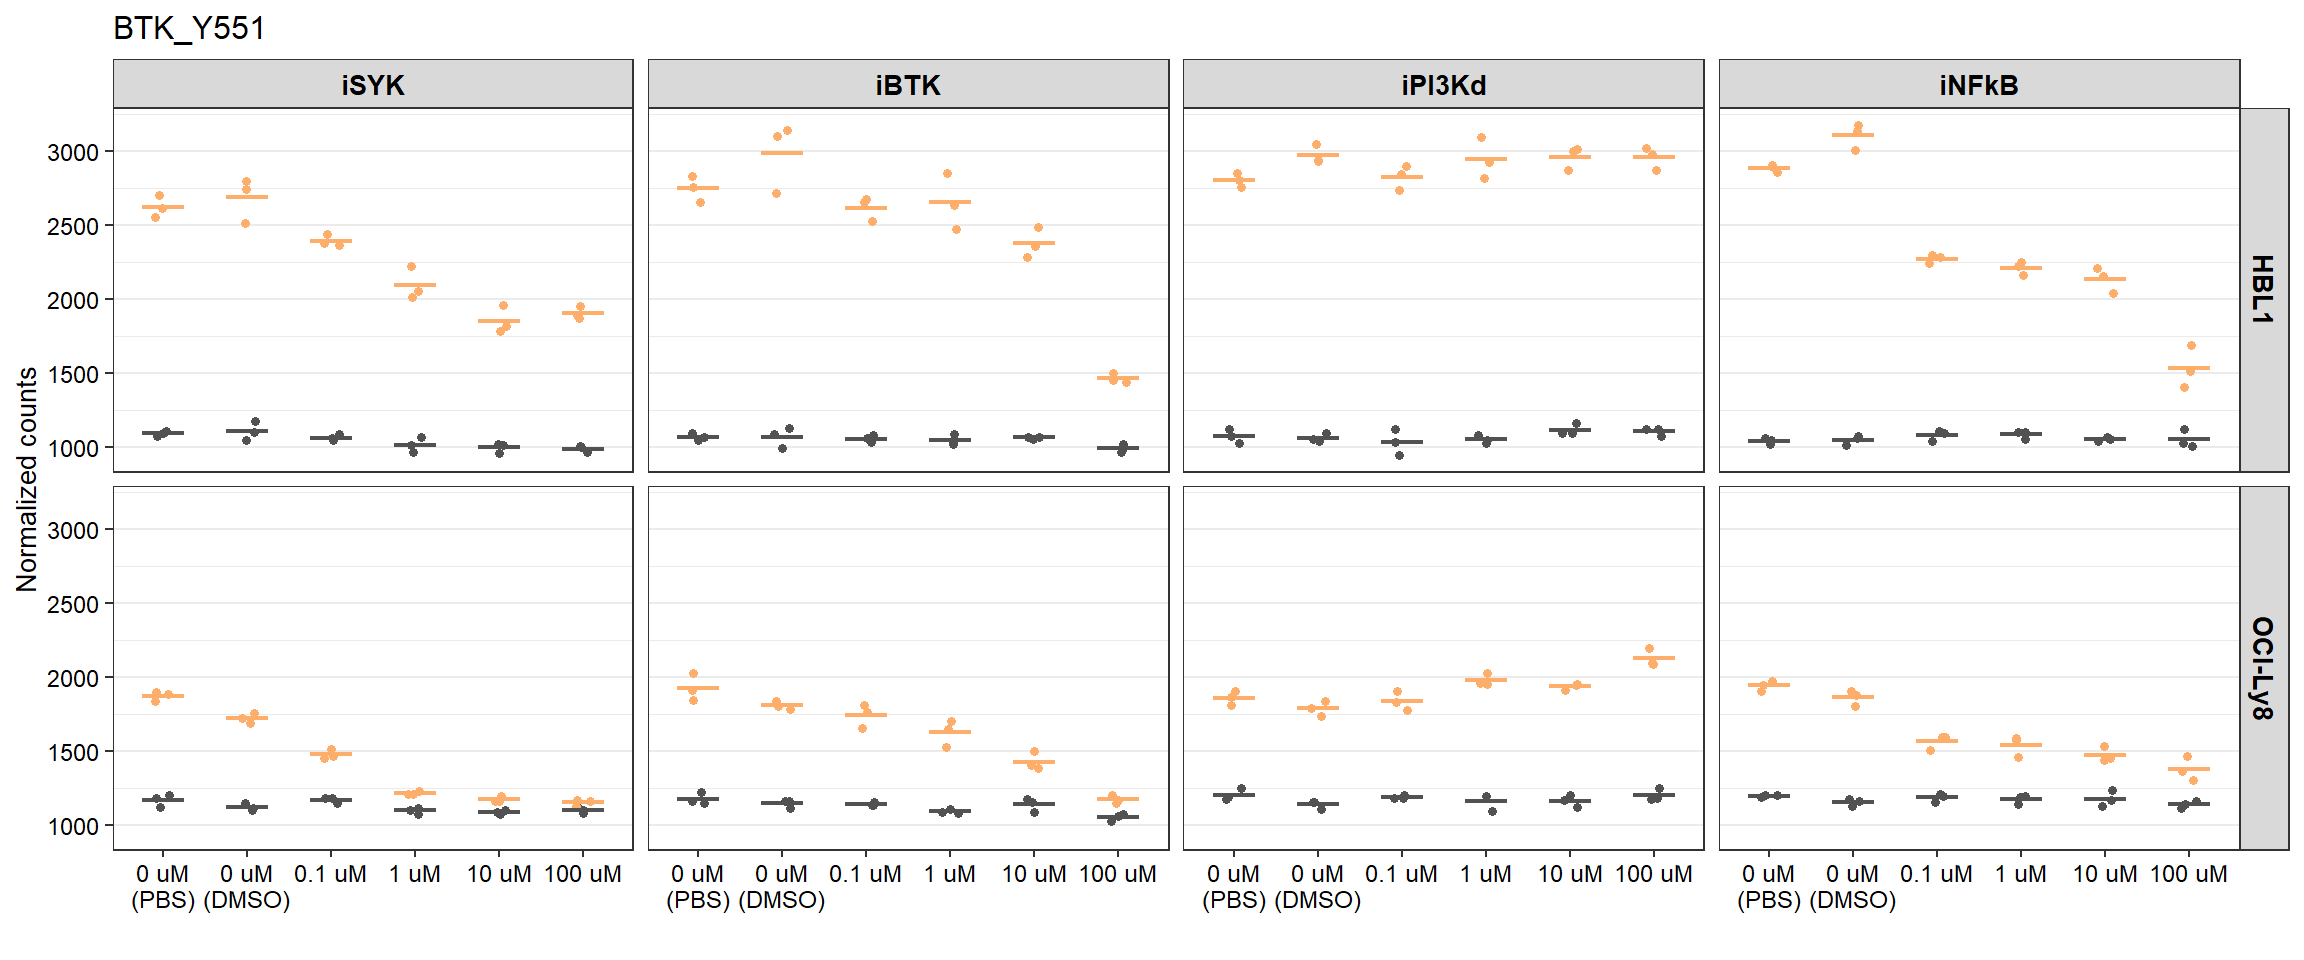 BTK_Y551
iSYK iBTK iPI3Kd iNFkB
Normalized counts
3000
2500
2000
1500
1000
HBL1
3000
2500
2000
1500
1000
OCI-Ly8
0 uM 0 uM 0.1 uM 1 uM 10 uM 100 uM 0 uM 0 uM 0.1 uM 1 uM 10 uM 100 uM 0 uM 0 uM 0.1 uM 1 uM 10 uM 100 uM 0 uM 0 uM 0.1 uM 1 uM 10 uM 100 uM
(PBS) (DMSO) (PBS) (DMSO) (PBS) (DMSO) (PBS) (DMSO)